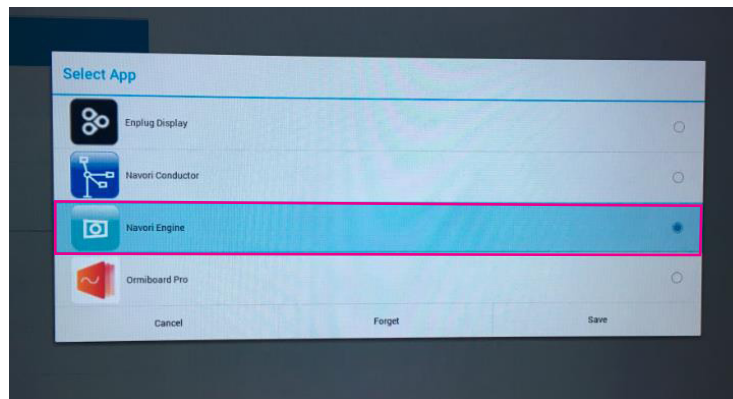 Select App
Enplug Display
Navori Conductor
Navori Engine
Ormiboard Pro
Cancel Forget Save